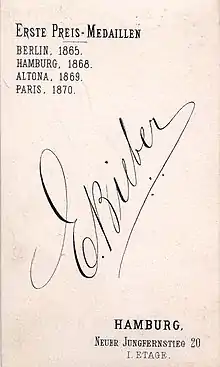 ERSTE PREIS-MEDAILLEN
BERLIN, 1865.
HAMBURG, 1868.
ALTONA, 1869.
PARIS, 1870.
E. Bieber
HAMBURG,
NEUER JUNGFERNSTIEG 20
I. ETAGE.